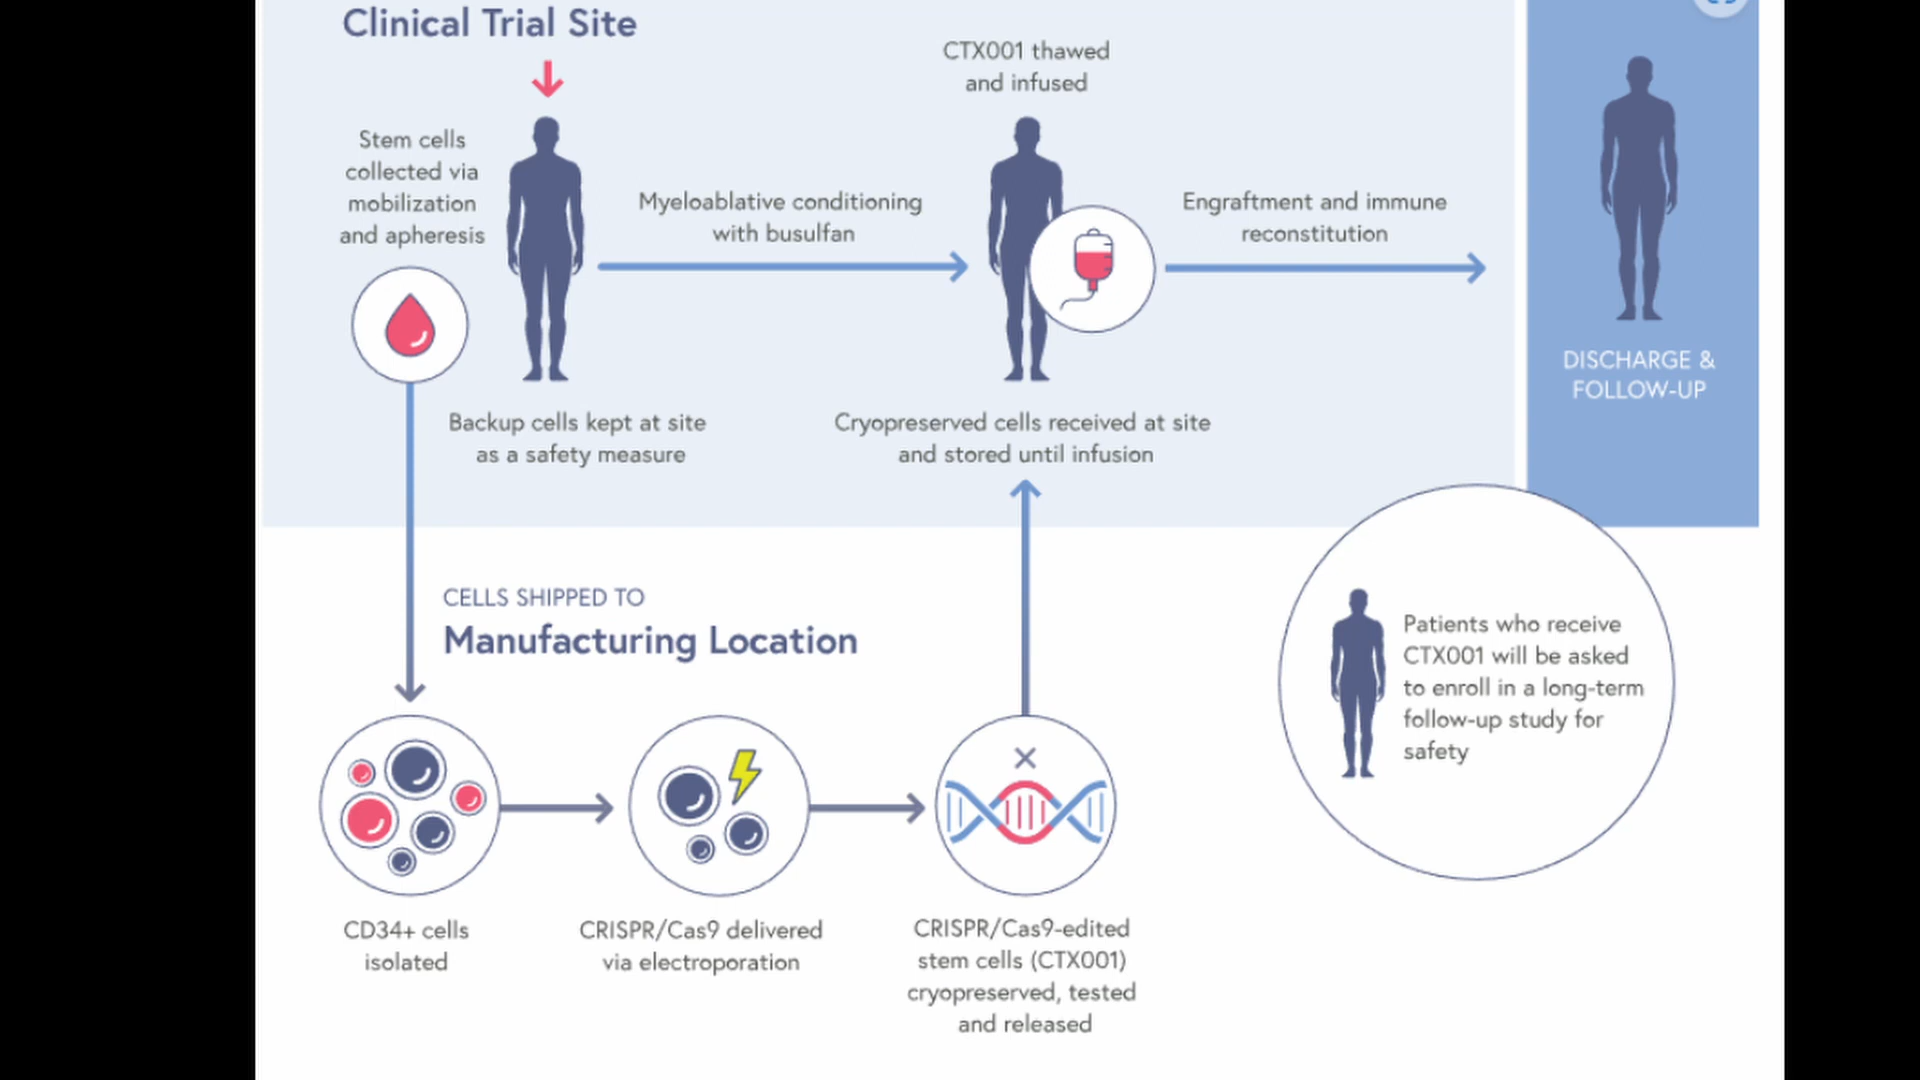 Clinical Trial Site
Stem cells
collected via
mobilization
and apheresis
Myeloablative conditioning
with busulfan
CTX001 thawed
and infused
Engraftment and immune
reconstitution
DISCHARGE &
FOLLOW-UP
Backup cells kept at site
as a safety measure
Cryopreserved cells received at site
and stored until infusion
CELLS SHIPPED TO
Manufacturing Location
Patients who receive
CTX001 will be asked
to enroll in a long-term
follow-up study for
safety
CD34+ cells
isolated
CRISPR/Cas9 delivered
via electroporation
CRISPR/Cas9-edited
stem cells (CTX001)
cryopreserved, tested
and released